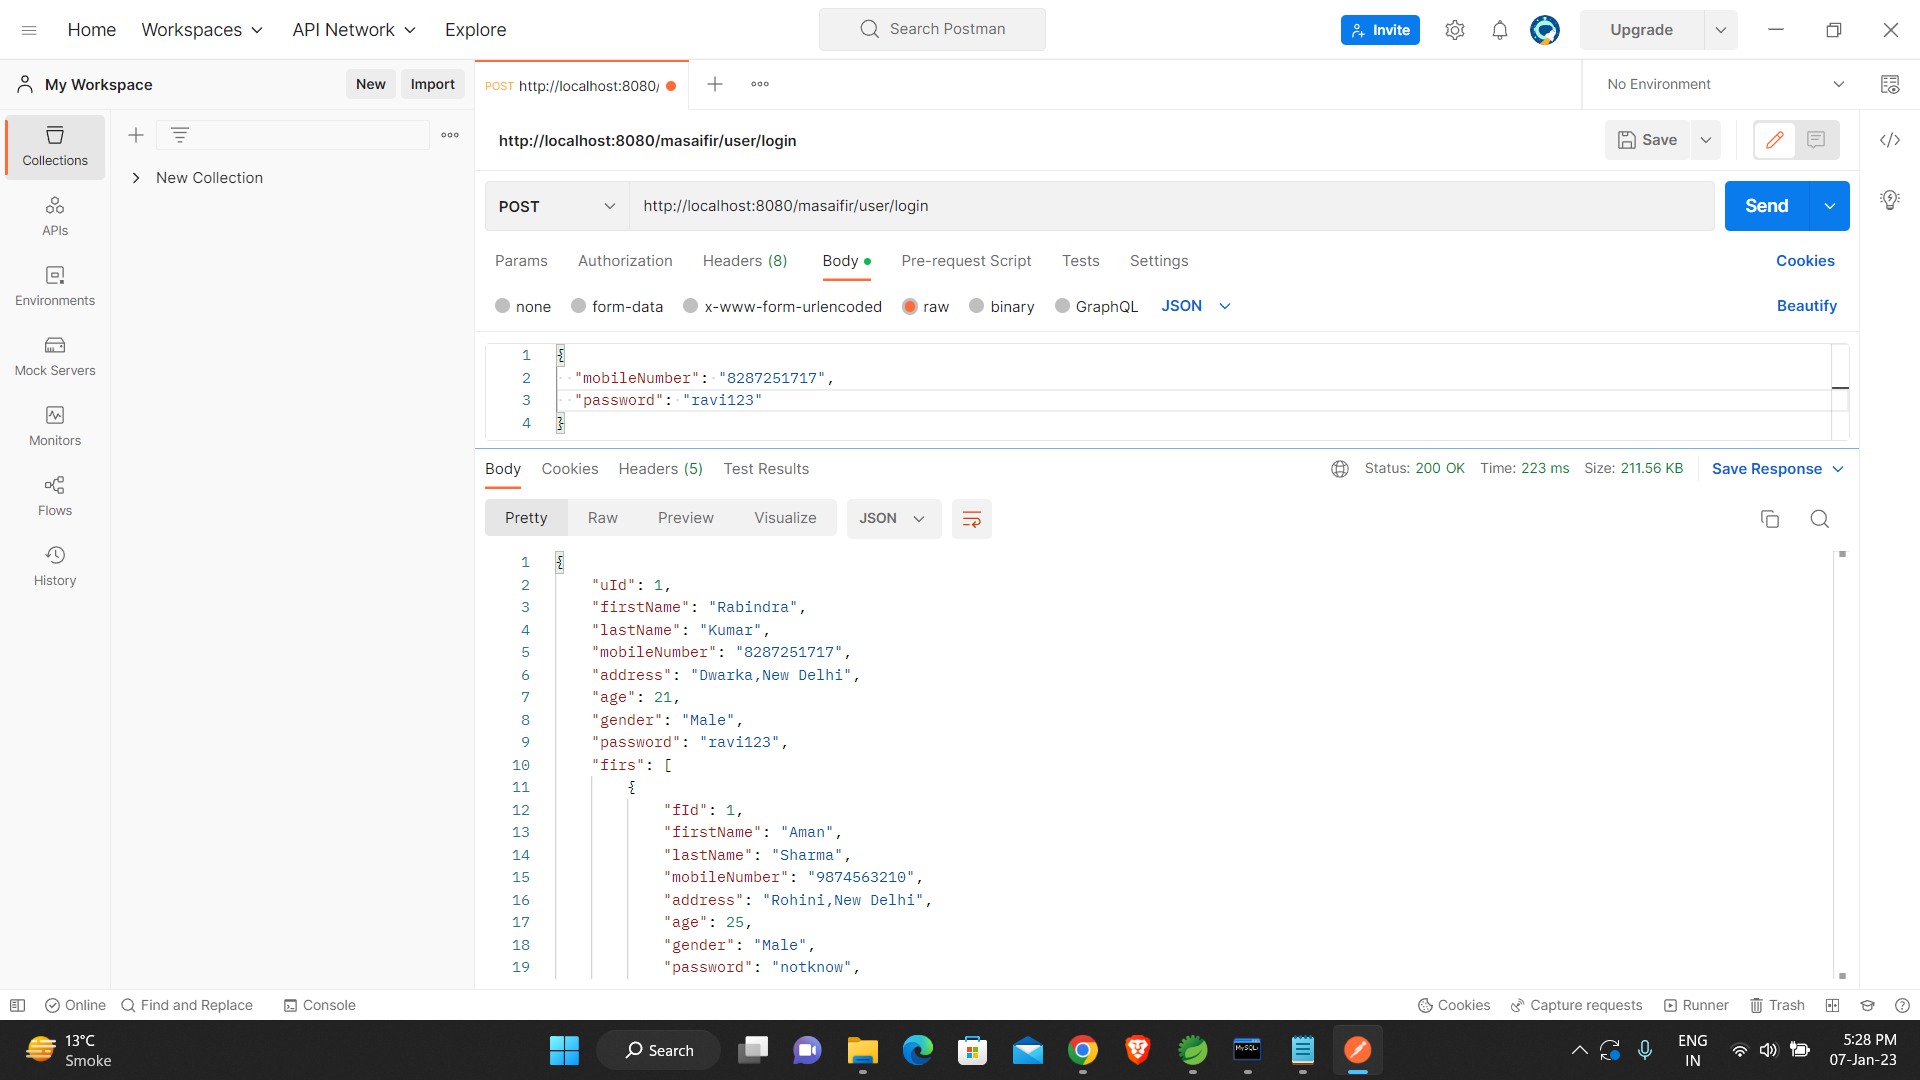 Home Workspaces API Network Explore
Search Postman
Invite
Upgrade
My Workspace
New Import
POST http://localhost:8080/
No Environment
Collections
New Collection
APIs
Environments
Mock Servers
Monitors
Flows
History
http://localhost:8080/masaifir/user/login
Save
POST
http://localhost:8080/masaifir/user/login
Send
Params Authorization Headers (8) Body Pre-request Script Tests Settings
Cookies
none form-data x-www-form-urlencoded raw binary GraphQL JSON
Beautify
1 {
2 "mobileNumber": "8287251717",
3 "password": "ravi123"
4 }
Body Cookies Headers (5) Test Results
Status: 200 OK Time: 223 ms Size: 211.56 KB Save Response
Pretty Raw Preview Visualize JSON
1 {
2 "uId": 1,
3 "firstName": "Rabindra",
4 "lastName": "Kumar",
5 "mobileNumber": "8287251717",
6 "address": "Dwarka,New Delhi",
7 "age": 21,
8 "gender": "Male",
9 "password": "ravi123",
10 "firs": [
11 {
12 "fId": 1,
13 "firstName": "Aman",
14 "lastName": "Sharma",
15 "mobileNumber": "9874563210",
16 "address": "Rohini,New Delhi",
17 "age": 25,
18 "gender": "Male",
19 "password": "notknow",
Online Find and Replace Console
Cookies Capture requests Runner Trash
13°C
Smoke
Search
MySQL
ENG
IN
5:28 PM
07-Jan-23